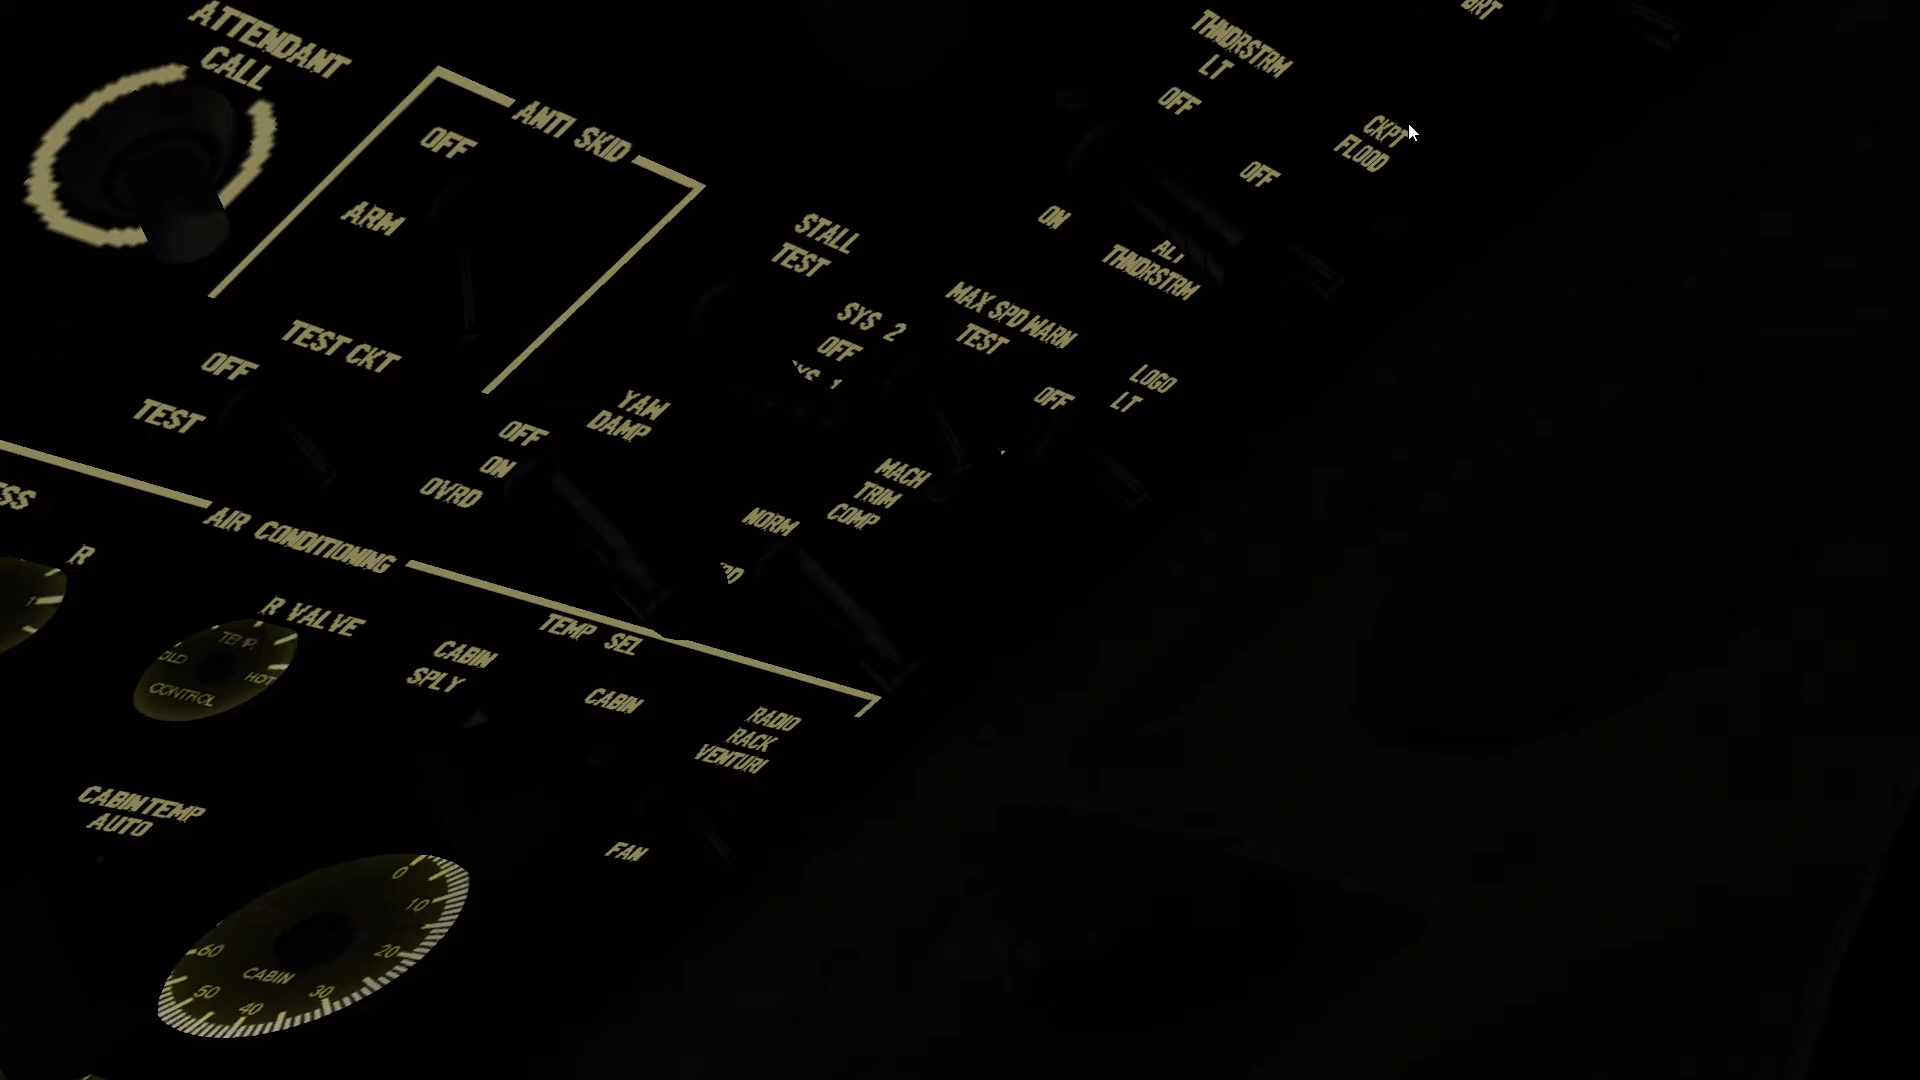 ATTENDANT
CALL
ANTI SKID
OFF
ARM
TEST CKT
OFF
TEST
THNDRSTRM
LT
OFF
CKPT
FLOOD
OFF
ON
ALT
THNDRSTRM
STALL
TEST
SYS 2
OFF
MAX SPD WARN
TEST
OFF
LOGO
LT
YAW
DAMP
OFF
ON
OVRD
MACH
TRIM
COMP
NORM
R
AIR CONDITIONING
R VALVE
TEMP
HOT
CONTROL
CABIN
SPLY
TEMP SEL
CABIN
RADIO
RACK
VENTURI
FAN
CABIN TEMP
AUTO
0
10
20
30
40
50
60
CABIN
1